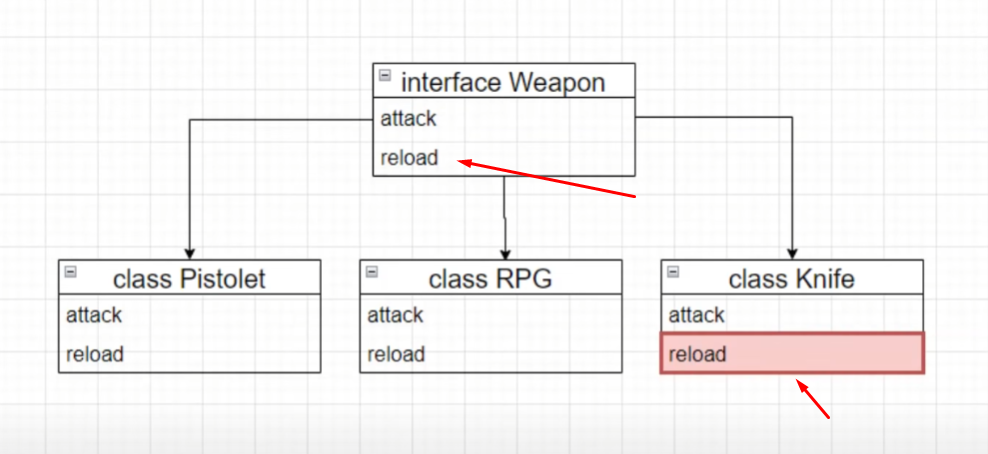 interface Weapon
attack
reload
class Pistolet
attack
reload
class RPG
attack
reload
class Knife
attack
reload